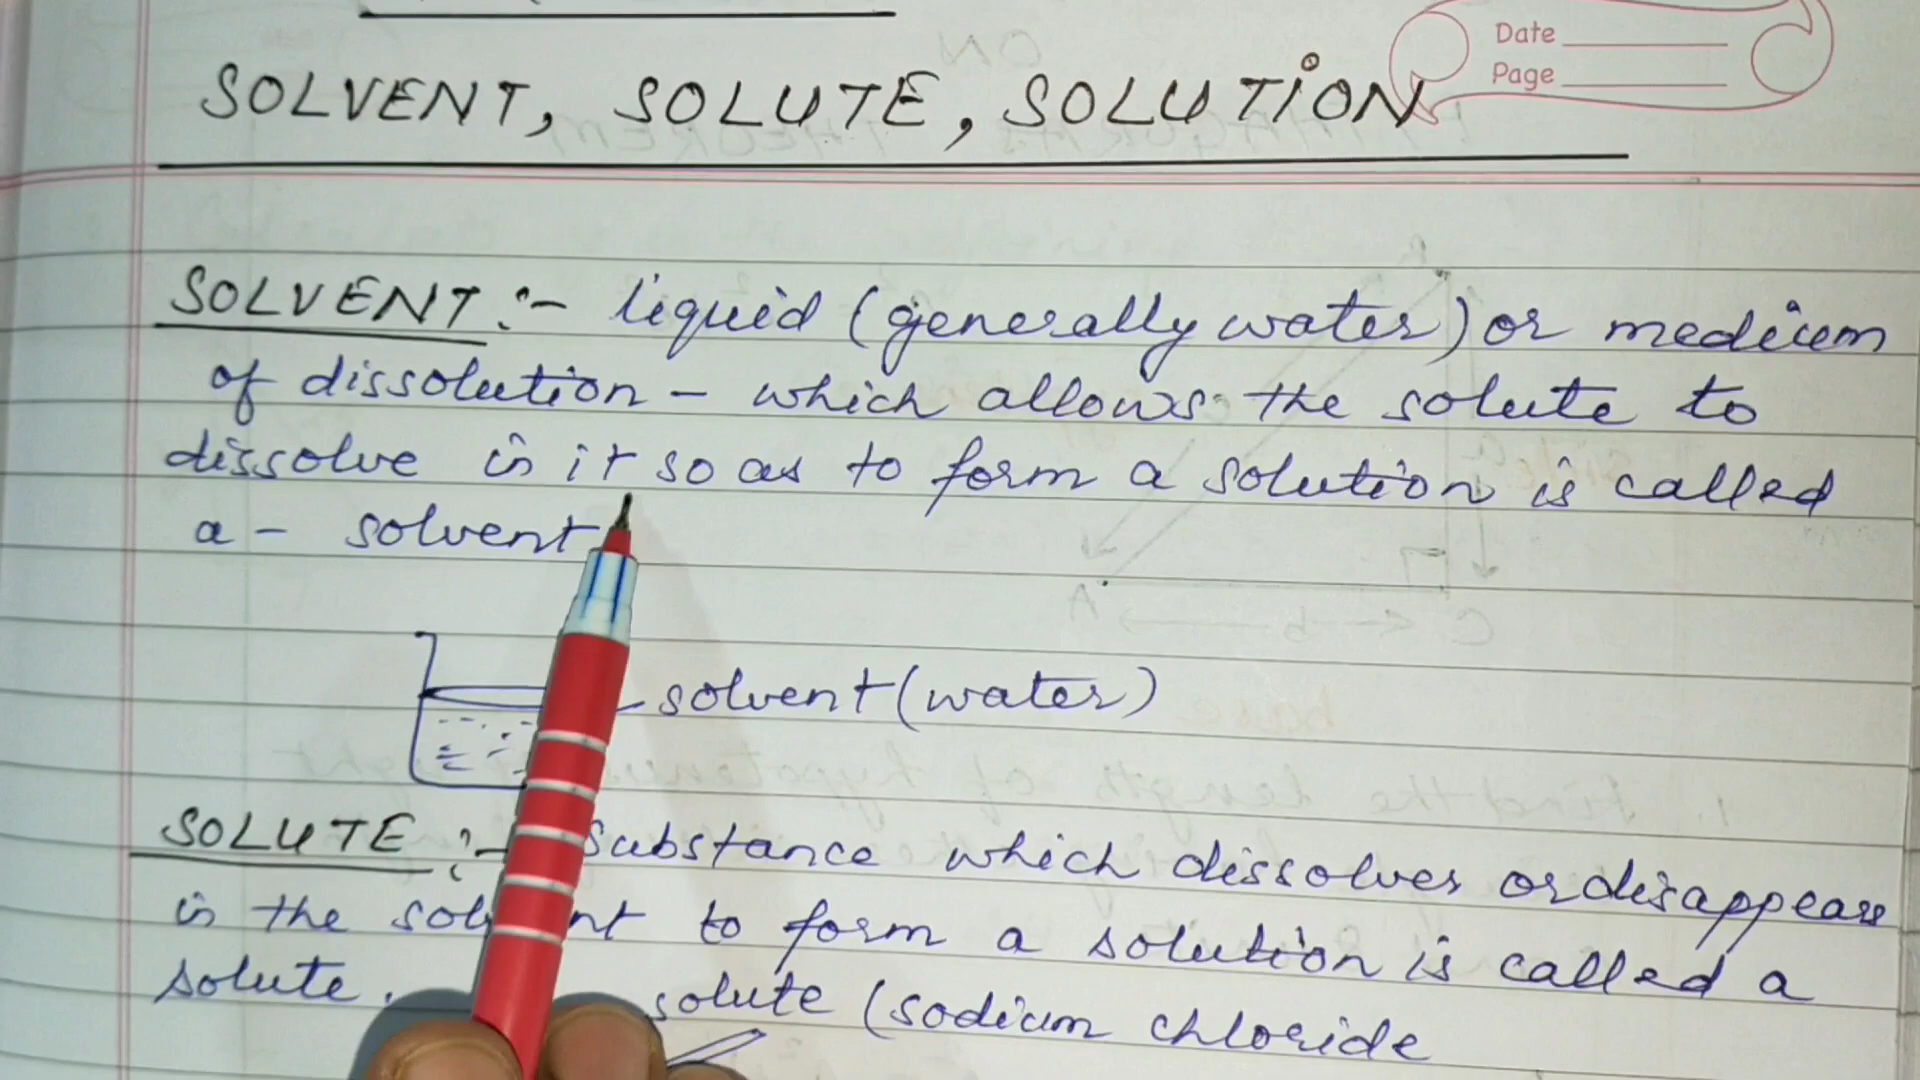 Date
Page
SOLVENT, SOLUTE, SOLUTION
SOLVENT :- liquid (generally water) or medium
of dissolution - which allows the solute to
dissolve in it so as to form a solution is called
a - solvent
solvent (water)
SOLUTE :- Substance which dissolves or disappears
in the solvent to form a solution is called a
solute.
solute (sodium chloride